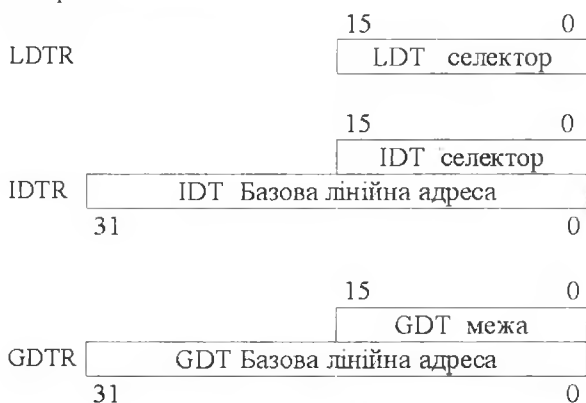 15 0
LDTR LDT селектор
15 0
IDT селектор
IDTR IDT Базова лінійна адреса
31 0
15 0
GDT межа
GDTR GDT Базова лінійна адреса
31 0